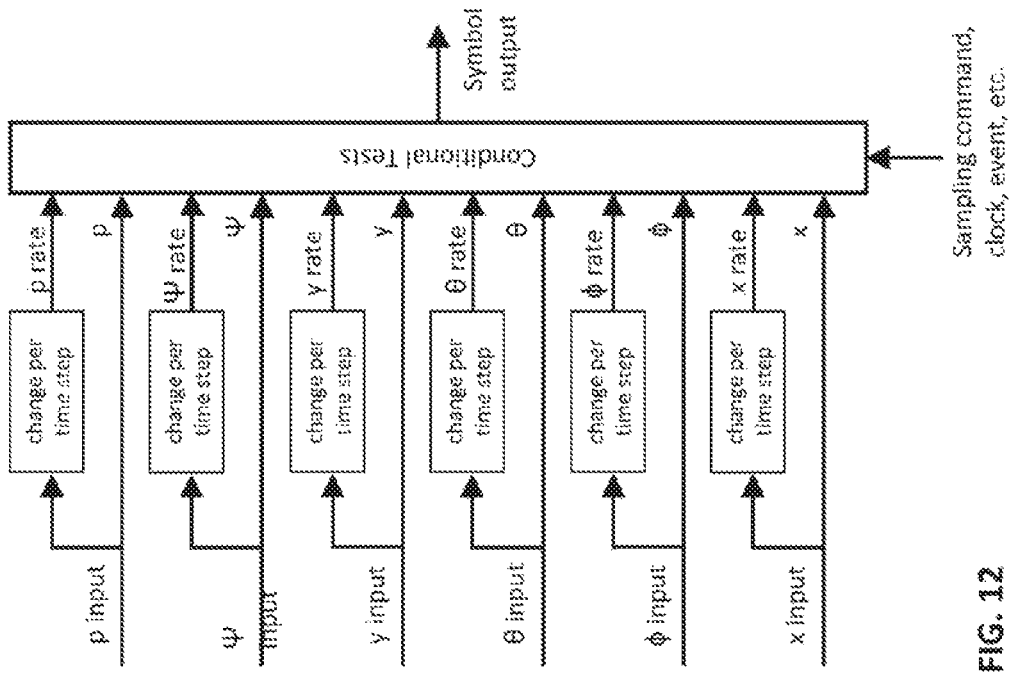 p input
change per
time step
p rate
p
Ψ
input
change per
time step
Ψ rate
Ψ
y input
change per
time step
y rate
y
θ input
change per
time step
θ rate
θ
ϕ input
change per
time step
ϕ rate
ϕ
x input
change per
time step
x rate
x
Conditional Tests
Symbol
output
Sampling command,
clock, event, etc.
FIG. 12